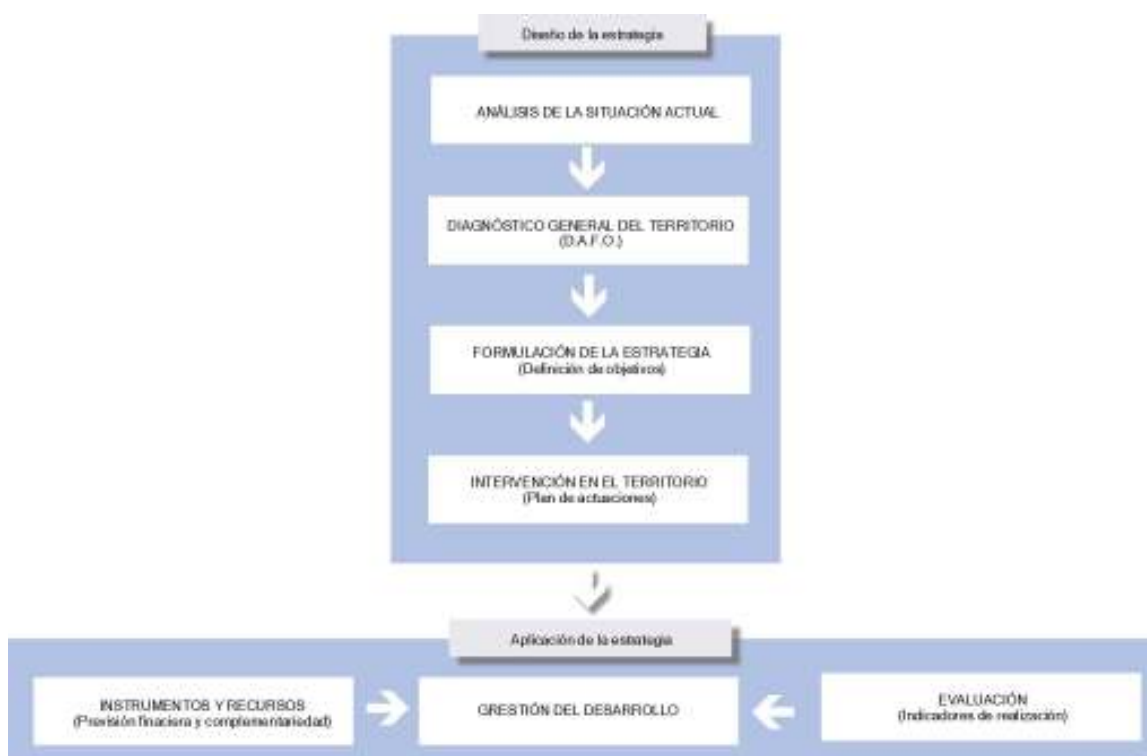 Diseño de la estrategia
ANÁLISIS DE LA SITUACIÓN ACTUAL
DIAGNÓSTICO GENERAL DEL TERRITORIO
(D.A.F.O.)
FORMULACIÓN DE LA ESTRATEGIA
(Definición de objetivos)
INTERVENCIÓN EN EL TERRITORIO
(Plan de actuaciones)
Aplicación de la estrategia
INSTRUMENTOS Y RECURSOS
(Previsión finaciera y complementariedad)
GRESTIÓN DEL DESARROLLO
EVALUACIÓN
(Indicadores de realización)